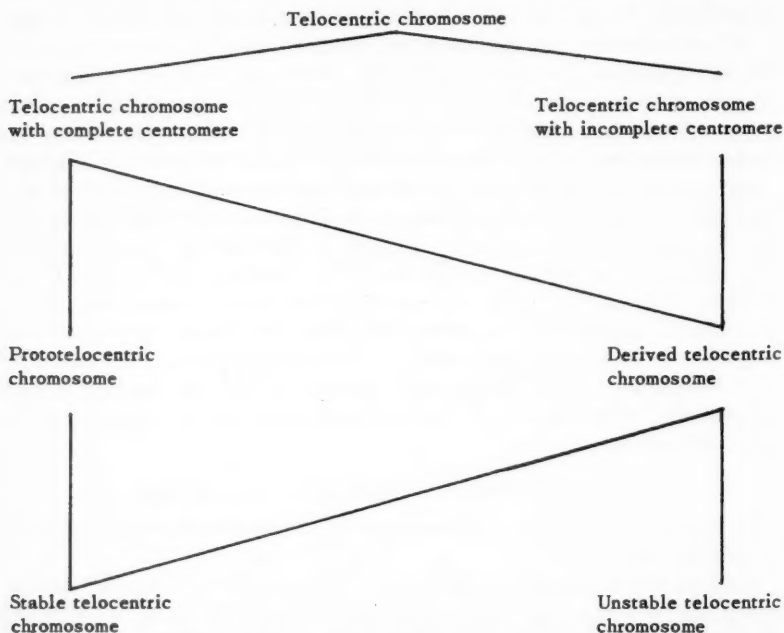 Telocentric chromosome
Telocentric chromosome
with complete centromere
Telocentric chromosome
with incomplete centromere
Prototelocentric
chromosome
Derived telocentric
chromosome
Stable telocentric
chromosome
Unstable telocentric
chromosome